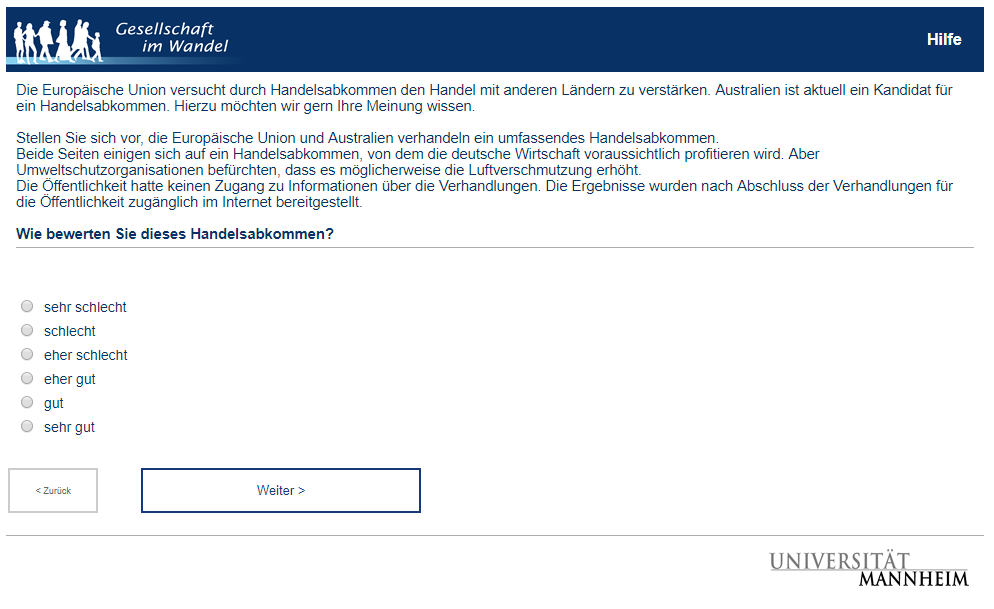 Gesellschaft
im Wandel
Hilfe
Die Europäische Union versucht durch Handelsabkommen den Handel mit anderen Ländern zu verstärken. Australien ist aktuell ein Kandidat für
ein Handelsabkommen. Hierzu möchten wir gern Ihre Meinung wissen.
Stellen Sie sich vor, die Europäische Union und Australien verhandeln ein umfassendes Handelsabkommen.
Beide Seiten einigen sich auf ein Handelsabkommen, von dem die deutsche Wirtschaft voraussichtlich profitieren wird. Aber
Umweltschutzorganisationen befürchten, dass es möglicherweise die Luftverschmutzung erhöht.
Die Öffentlichkeit hatte keinen Zugang zu Informationen über die Verhandlungen. Die Ergebnisse wurden nach Abschluss der Verhandlungen für
die Öffentlichkeit zugänglich im Internet bereitgestellt.
Wie bewerten Sie dieses Handelsabkommen?
sehr schlecht
schlecht
eher schlecht
eher gut
gut
sehr gut
< Zurück
Weiter >
UNIVERSITÄT
MANNHEIM